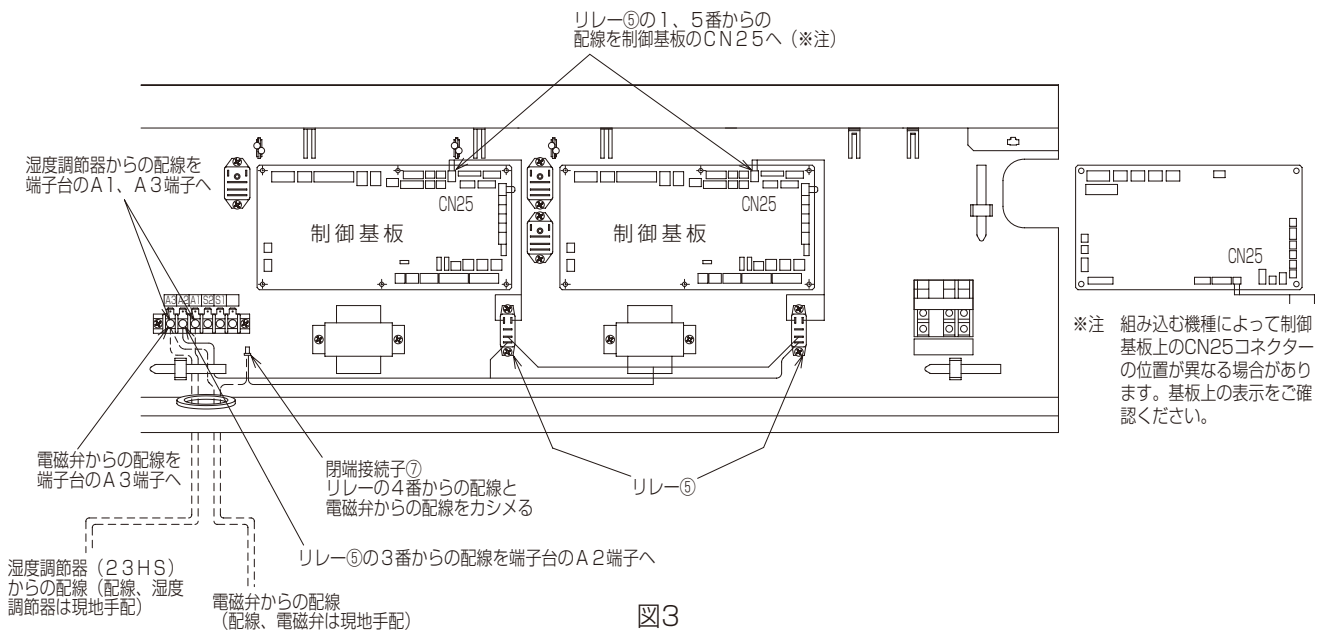 リレー⑤の1、5番からの
配線を制御基板のCN25へ（※注）
湿度調節器からの配線を
端子台のA1、A3端子へ
CN25
制御基板
CN25
制御基板
CN25
A3 A2 A1 S2 S1
※注 組み込む機種によって制御
基板上のCN25コネクター
の位置が異なる場合があり
ます。基板上の表示をご確
認ください。
電磁弁からの配線を
端子台のA3端子へ
閉端接続子⑦
リレーの4番からの配線と
電磁弁からの配線をカシメる
リレー⑤
リレー⑤の3番からの配線を端子台のA2端子へ
湿度調節器（23HS）
からの配線（配線、湿度
調節器は現地手配）
電磁弁からの配線
（配線、電磁弁は現地手配）
図3